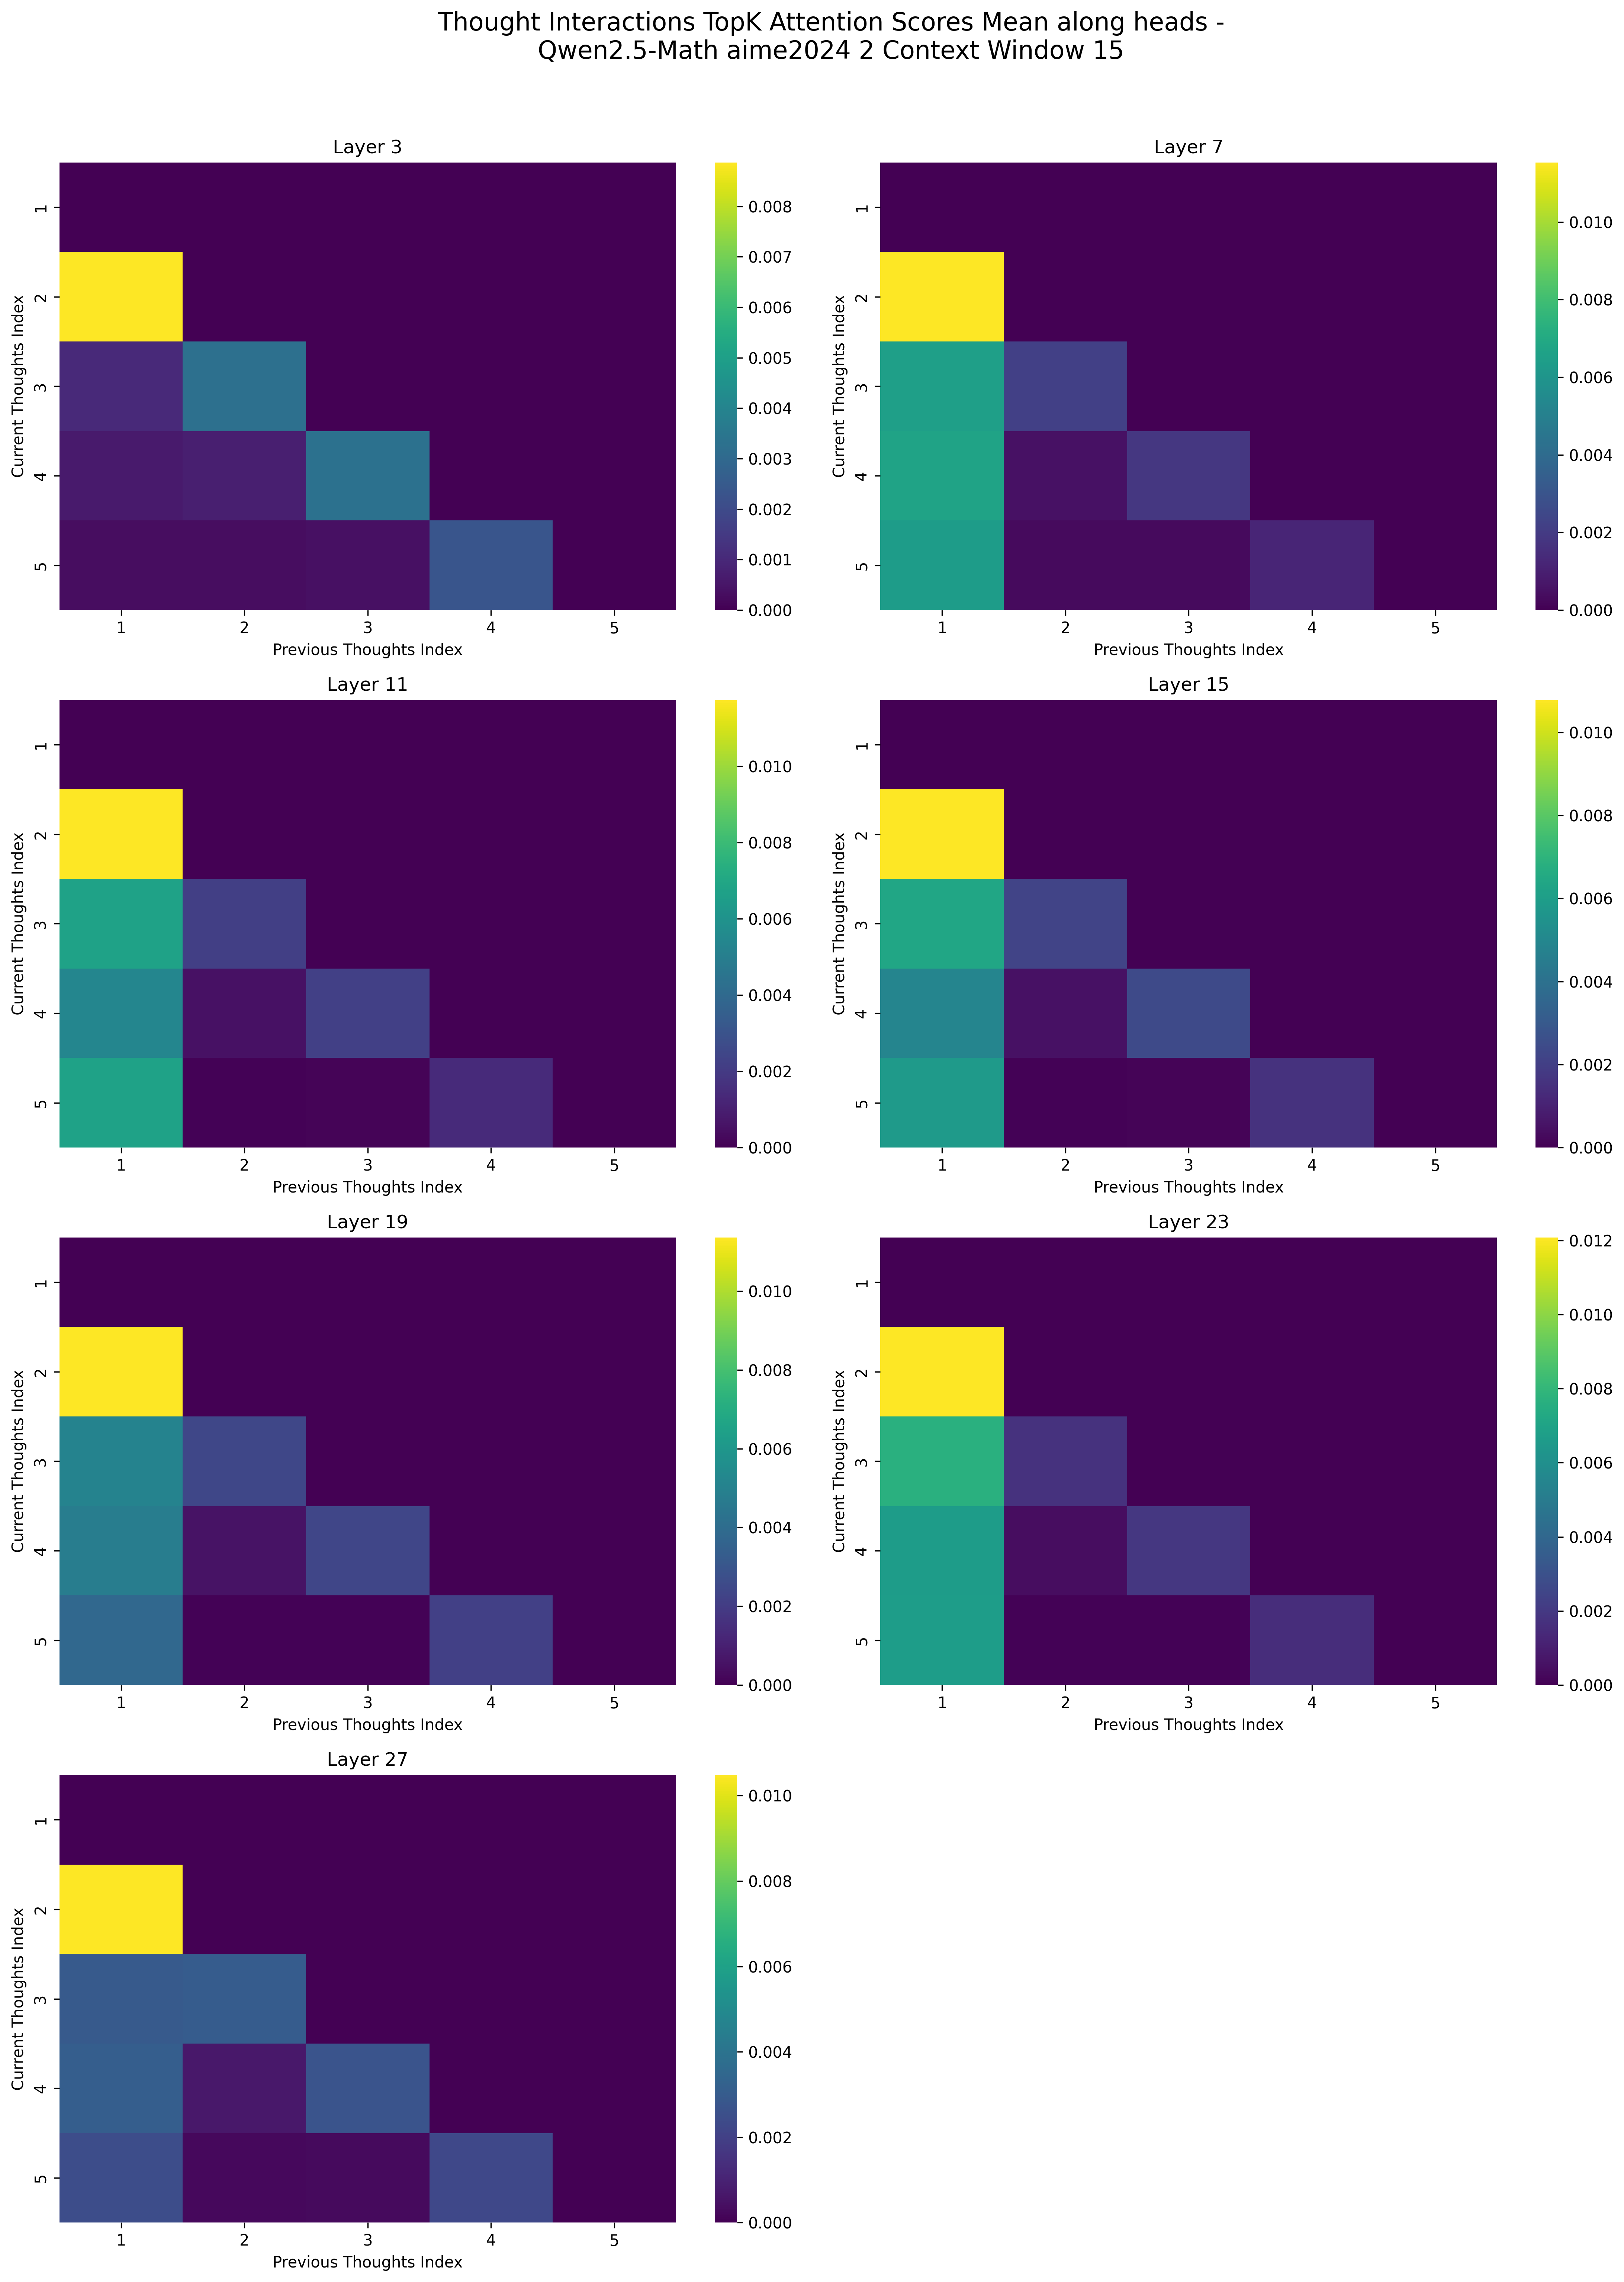 Thought Interactions TopK Attention Scores Mean along heads -
Qwen2.5-Math aime2024 2 Context Window 15
Layer 3
Current Thoughts Index
1
2
3
4
5
1 2 3 4 5
Previous Thoughts Index
0.008
0.007
0.006
0.005
0.004
0.003
0.002
0.001
0.000
Layer 7
Current Thoughts Index
1
2
3
4
5
1 2 3 4 5
Previous Thoughts Index
0.010
0.008
0.006
0.004
0.002
0.000
Layer 11
Current Thoughts Index
1
2
3
4
5
1 2 3 4 5
Previous Thoughts Index
0.010
0.008
0.006
0.004
0.002
0.000
Layer 15
Current Thoughts Index
1
2
3
4
5
1 2 3 4 5
Previous Thoughts Index
0.010
0.008
0.006
0.004
0.002
0.000
Layer 19
Current Thoughts Index
1
2
3
4
5
1 2 3 4 5
Previous Thoughts Index
0.010
0.008
0.006
0.004
0.002
0.000
Layer 23
Current Thoughts Index
1
2
3
4
5
1 2 3 4 5
Previous Thoughts Index
0.012
0.010
0.008
0.006
0.004
0.002
0.000
Layer 27
Current Thoughts Index
1
2
3
4
5
1 2 3 4 5
Previous Thoughts Index
0.010
0.008
0.006
0.004
0.002
0.000